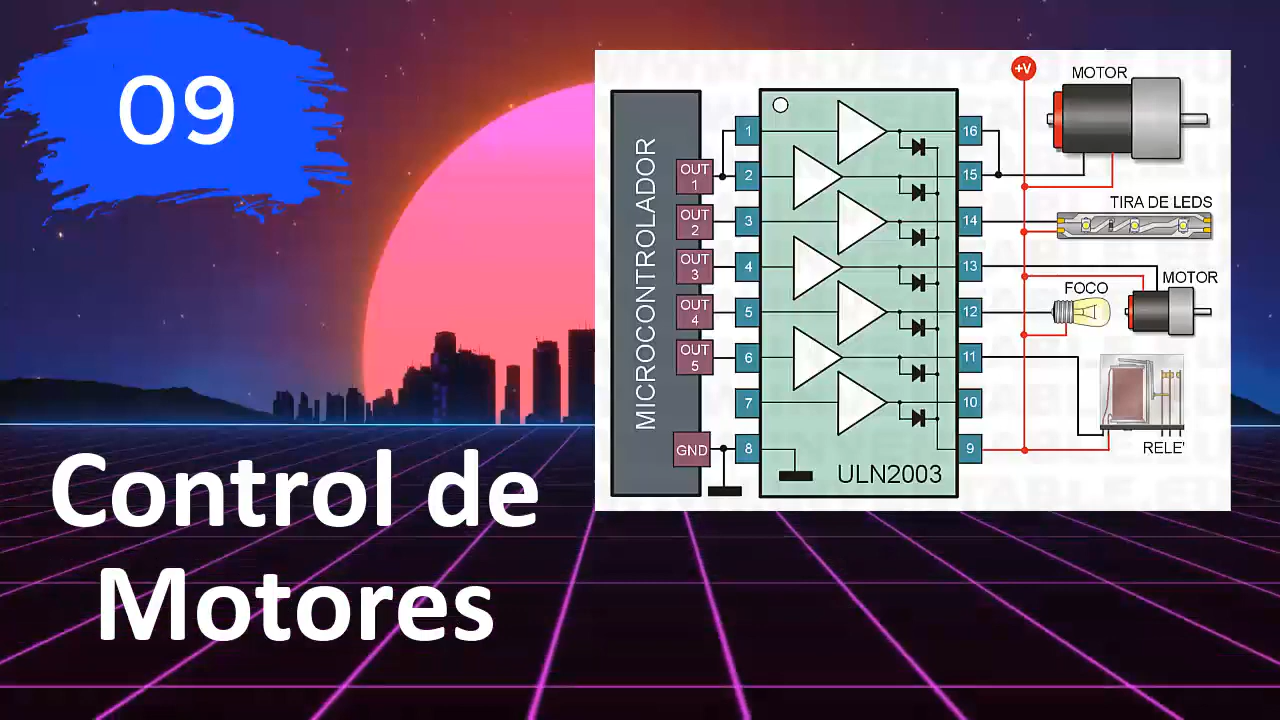 09
Control de
Motores
+V
MOTOR
MICROCONTROLADOR
OUT
1
OUT
2
OUT
3
OUT
4
OUT
5
GND
1
2
3
4
5
6
7
8
16
15
14
13
12
11
10
9
ULN2003
TIRA DE LEDS
MOTOR
FOCO
RELE'